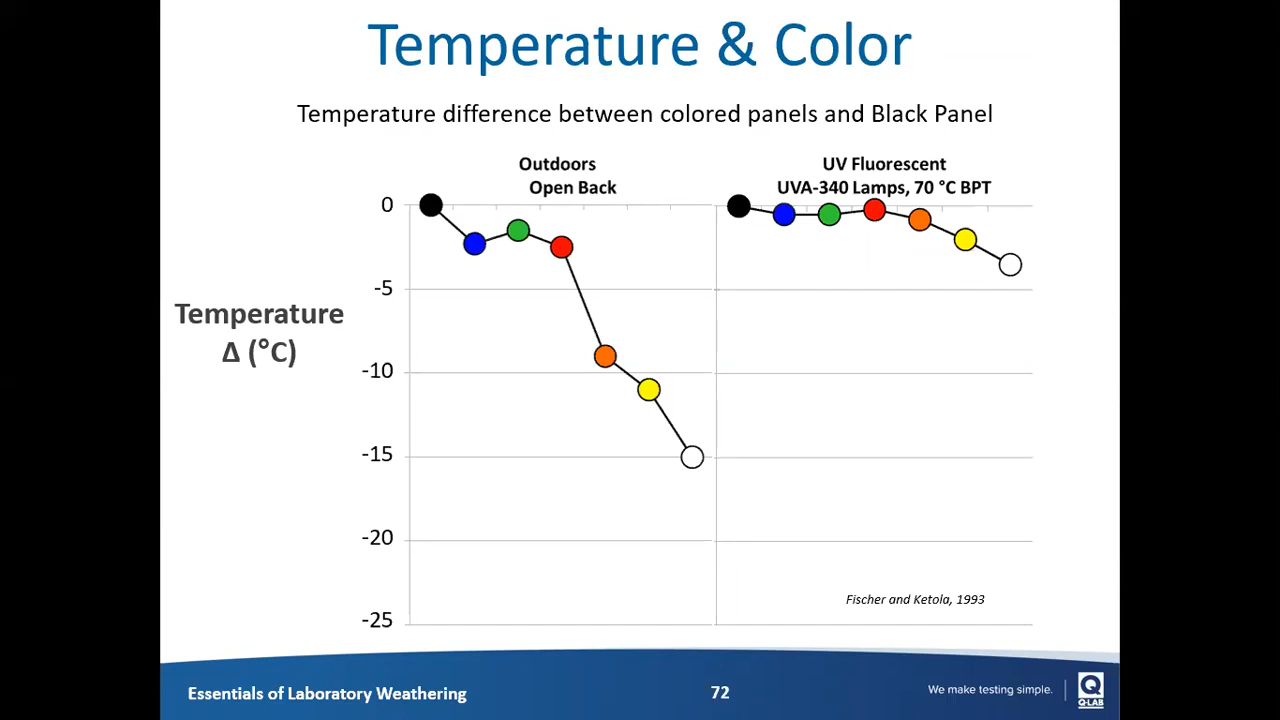 Temperature & Color
Temperature difference between colored panels and Black Panel
Outdoors
Open Back
UV Fluorescent
UVA-340 Lamps, 70 °C BPT
Temperature
Δ (°C)
0
-5
-10
-15
-20
-25
Fischer and Ketola, 1993
Essentials of Laboratory Weathering
72
We make testing simple.
Q
Q-LAB